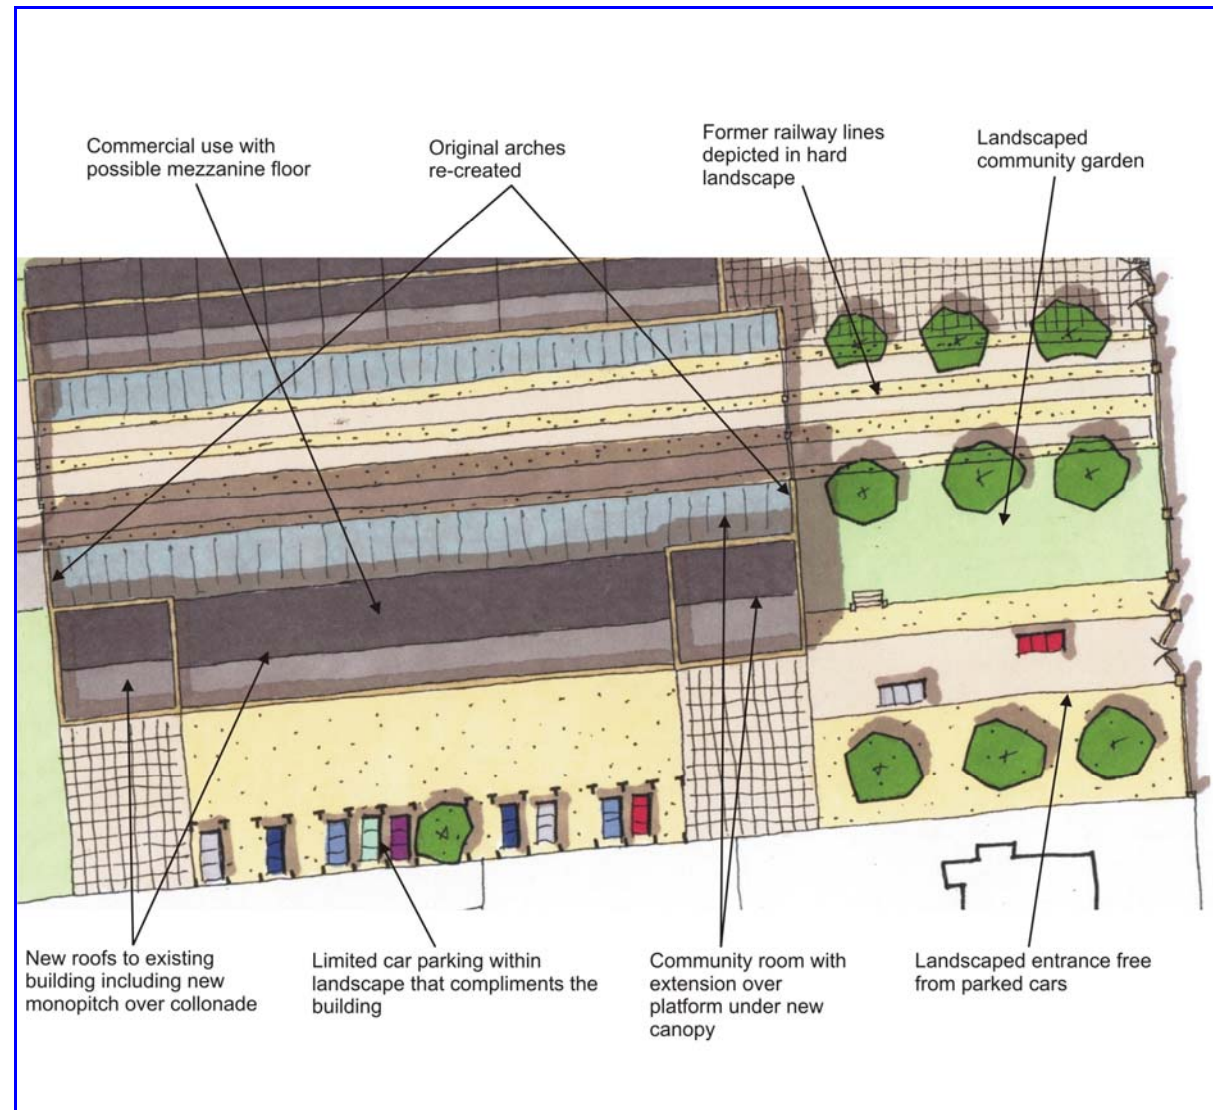 Commercial use with
possible mezzanine floor
Original arches
re-created
Former railway lines
depicted in hard
landscape
Landscaped
community garden
New roofs to existing
building including new
monopitch over collonade
Limited car parking within
landscape that compliments the
building
Community room with
extension over
platform under new
canopy
Landscaped entrance free
from parked cars